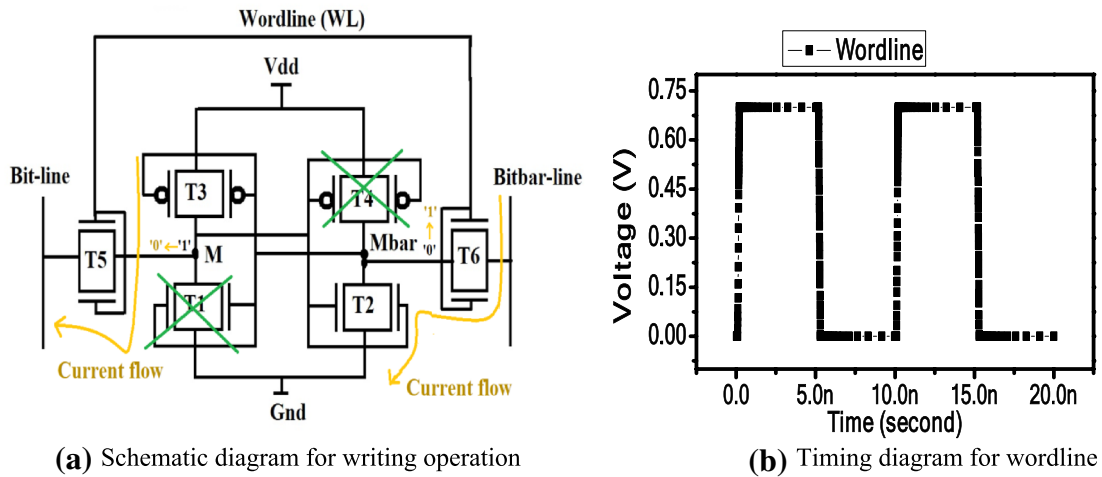 Wordline (WL)
Vdd
Bit-line
Bitbar-line
T3
T4
'1'
'0' ← '1'
'0'
Mbar
M
T5
T6
T1
T2
Current flow
Current flow
Gnd
(a) Schematic diagram for writing operation
Wordline
Voltage (V)
0.75
0.60
0.45
0.30
0.15
0.00
0.0 5.0n 10.0n 15.0n 20.0n
Time (second)
(b) Timing diagram for wordline